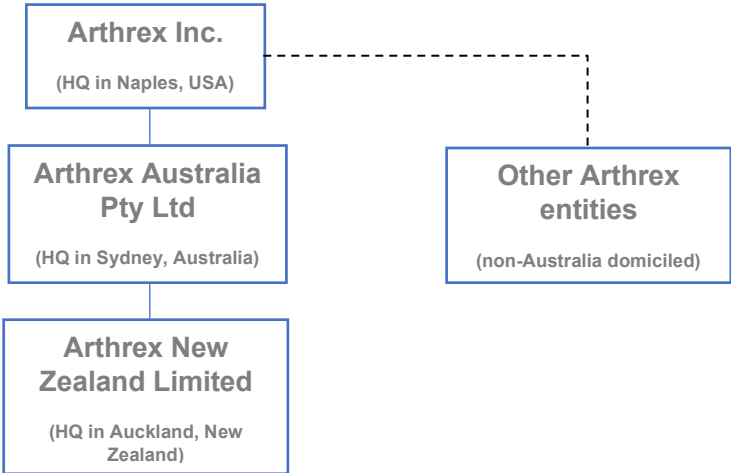 Arthrex Inc.
(HQ in Naples, USA)
Arthrex Australia
Pty Ltd
(HQ in Sydney, Australia)
Other Arthrex
entities
(non-Australia domiciled)
Arthrex New
Zealand Limited
(HQ in Auckland, New
Zealand)